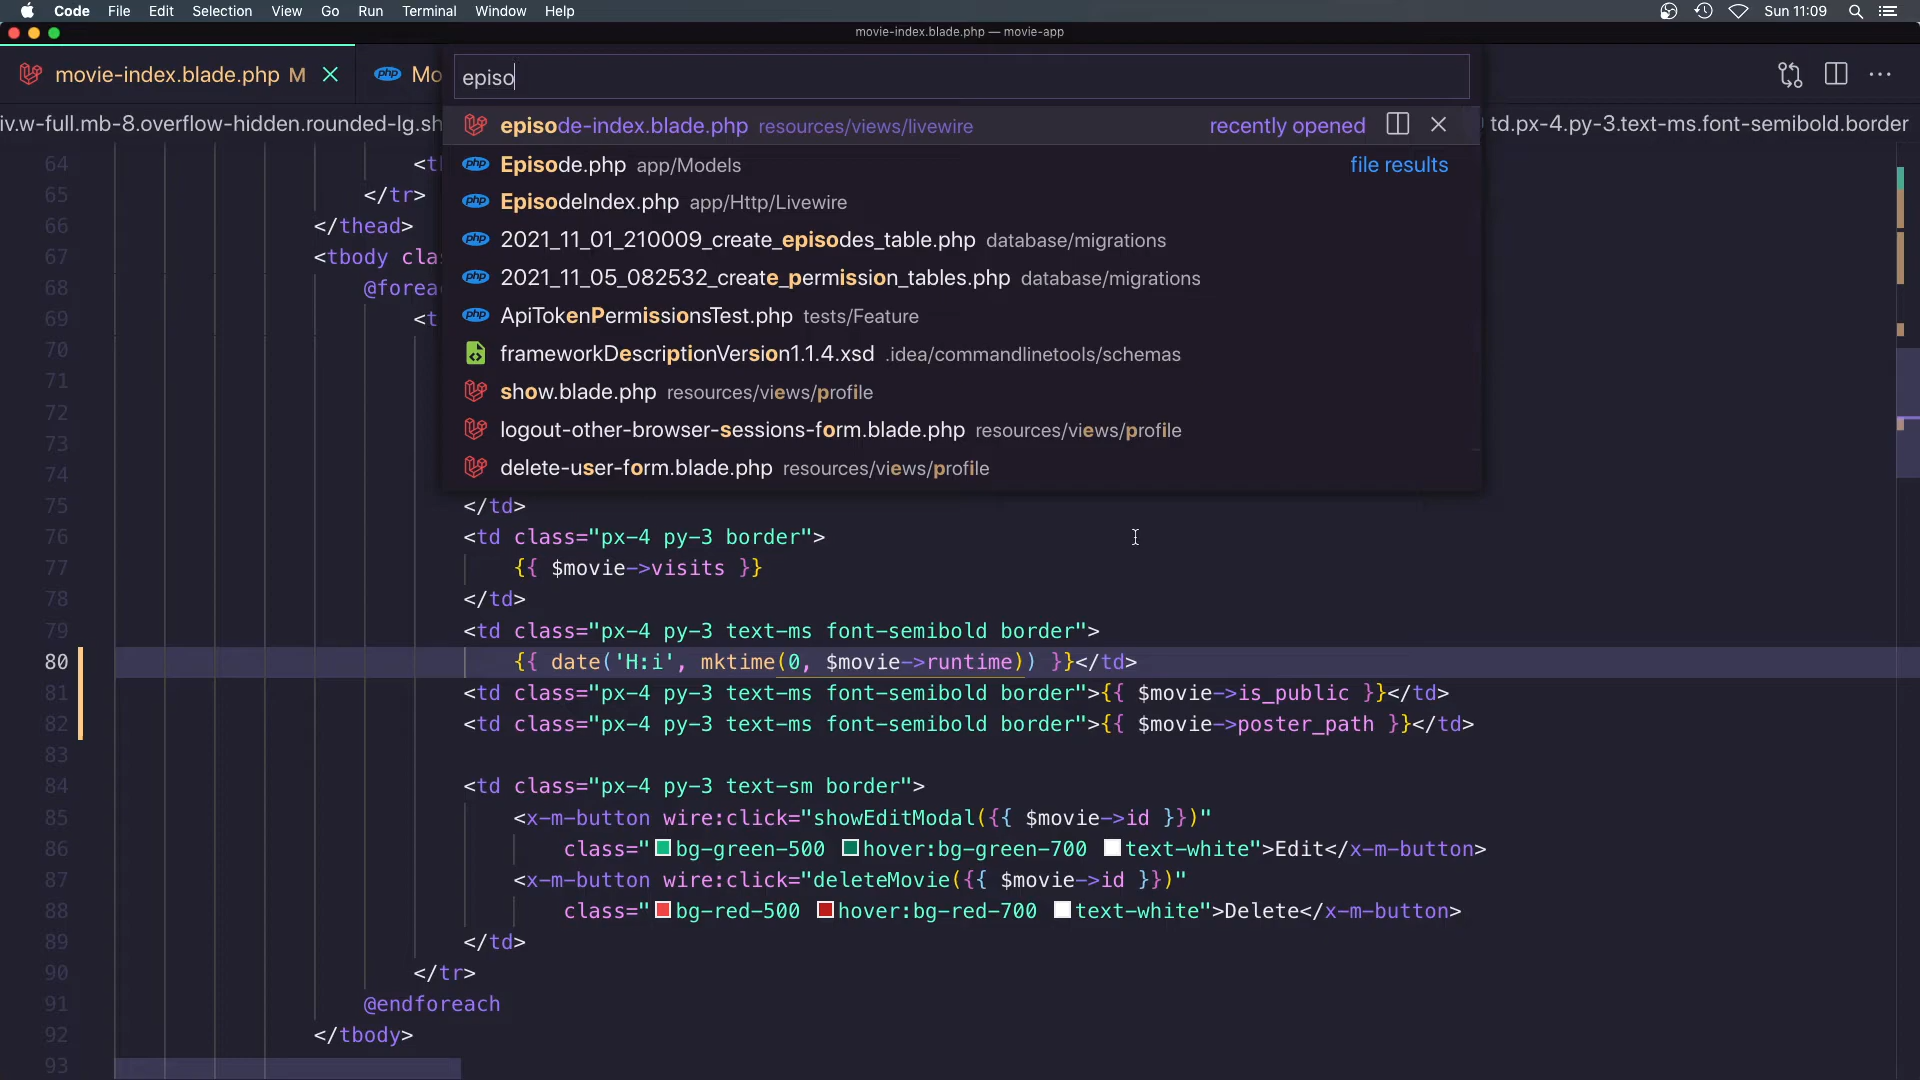 Code File Edit Selection View Go Run Terminal Window Help Sun 11:09
movie-index.blade.php — movie-app
movie-index.blade.php M php Mo
episo
iv.w-full.mb-8.overflow-hidden.rounded-lg.sh td.px-4.py-3.text-ms.font-semibold.border
episode-index.blade.php resources/views/livewire recently opened
php Episode.php app/Models file results
php EpisodeIndex.php app/Http/Livewire
php 2021_11_01_210009_create_episodes_table.php database/migrations
php 2021_11_05_082532_create_permission_tables.php database/migrations
php ApiTokenPermissionsTest.php tests/Feature
frameworkDescriptionVersion1.1.4.xsd .idea/commandlinetools/schemas
show.blade.php resources/views/profile
logout-other-browser-sessions-form.blade.php resources/views/profile
delete-user-form.blade.php resources/views/profile
64 <t
65 </tr>
66 </thead>
67 <tbody clas
68 @forea
69 <t
70
71
72
73
74
75 </td>
76 <td class="px-4 py-3 border">
77 {{ $movie->visits }}
78 </td>
79 <td class="px-4 py-3 text-ms font-semibold border">
80 {{ date('H:i', mktime(0, $movie->runtime)) }}</td>
81 <td class="px-4 py-3 text-ms font-semibold border">{{ $movie->is_public }}</td>
82 <td class="px-4 py-3 text-ms font-semibold border">{{ $movie->poster_path }}</td>
83
84 <td class="px-4 py-3 text-sm border">
85 <x-m-button wire:click="showEditModal({{ $movie->id }})"
86 class="bg-green-500 hover:bg-green-700 text-white">Edit</x-m-button>
87 <x-m-button wire:click="deleteMovie({{ $movie->id }})"
88 class="bg-red-500 hover:bg-red-700 text-white">Delete</x-m-button>
89 </td>
90 </tr>
91 @endforeach
92 </tbody>
93